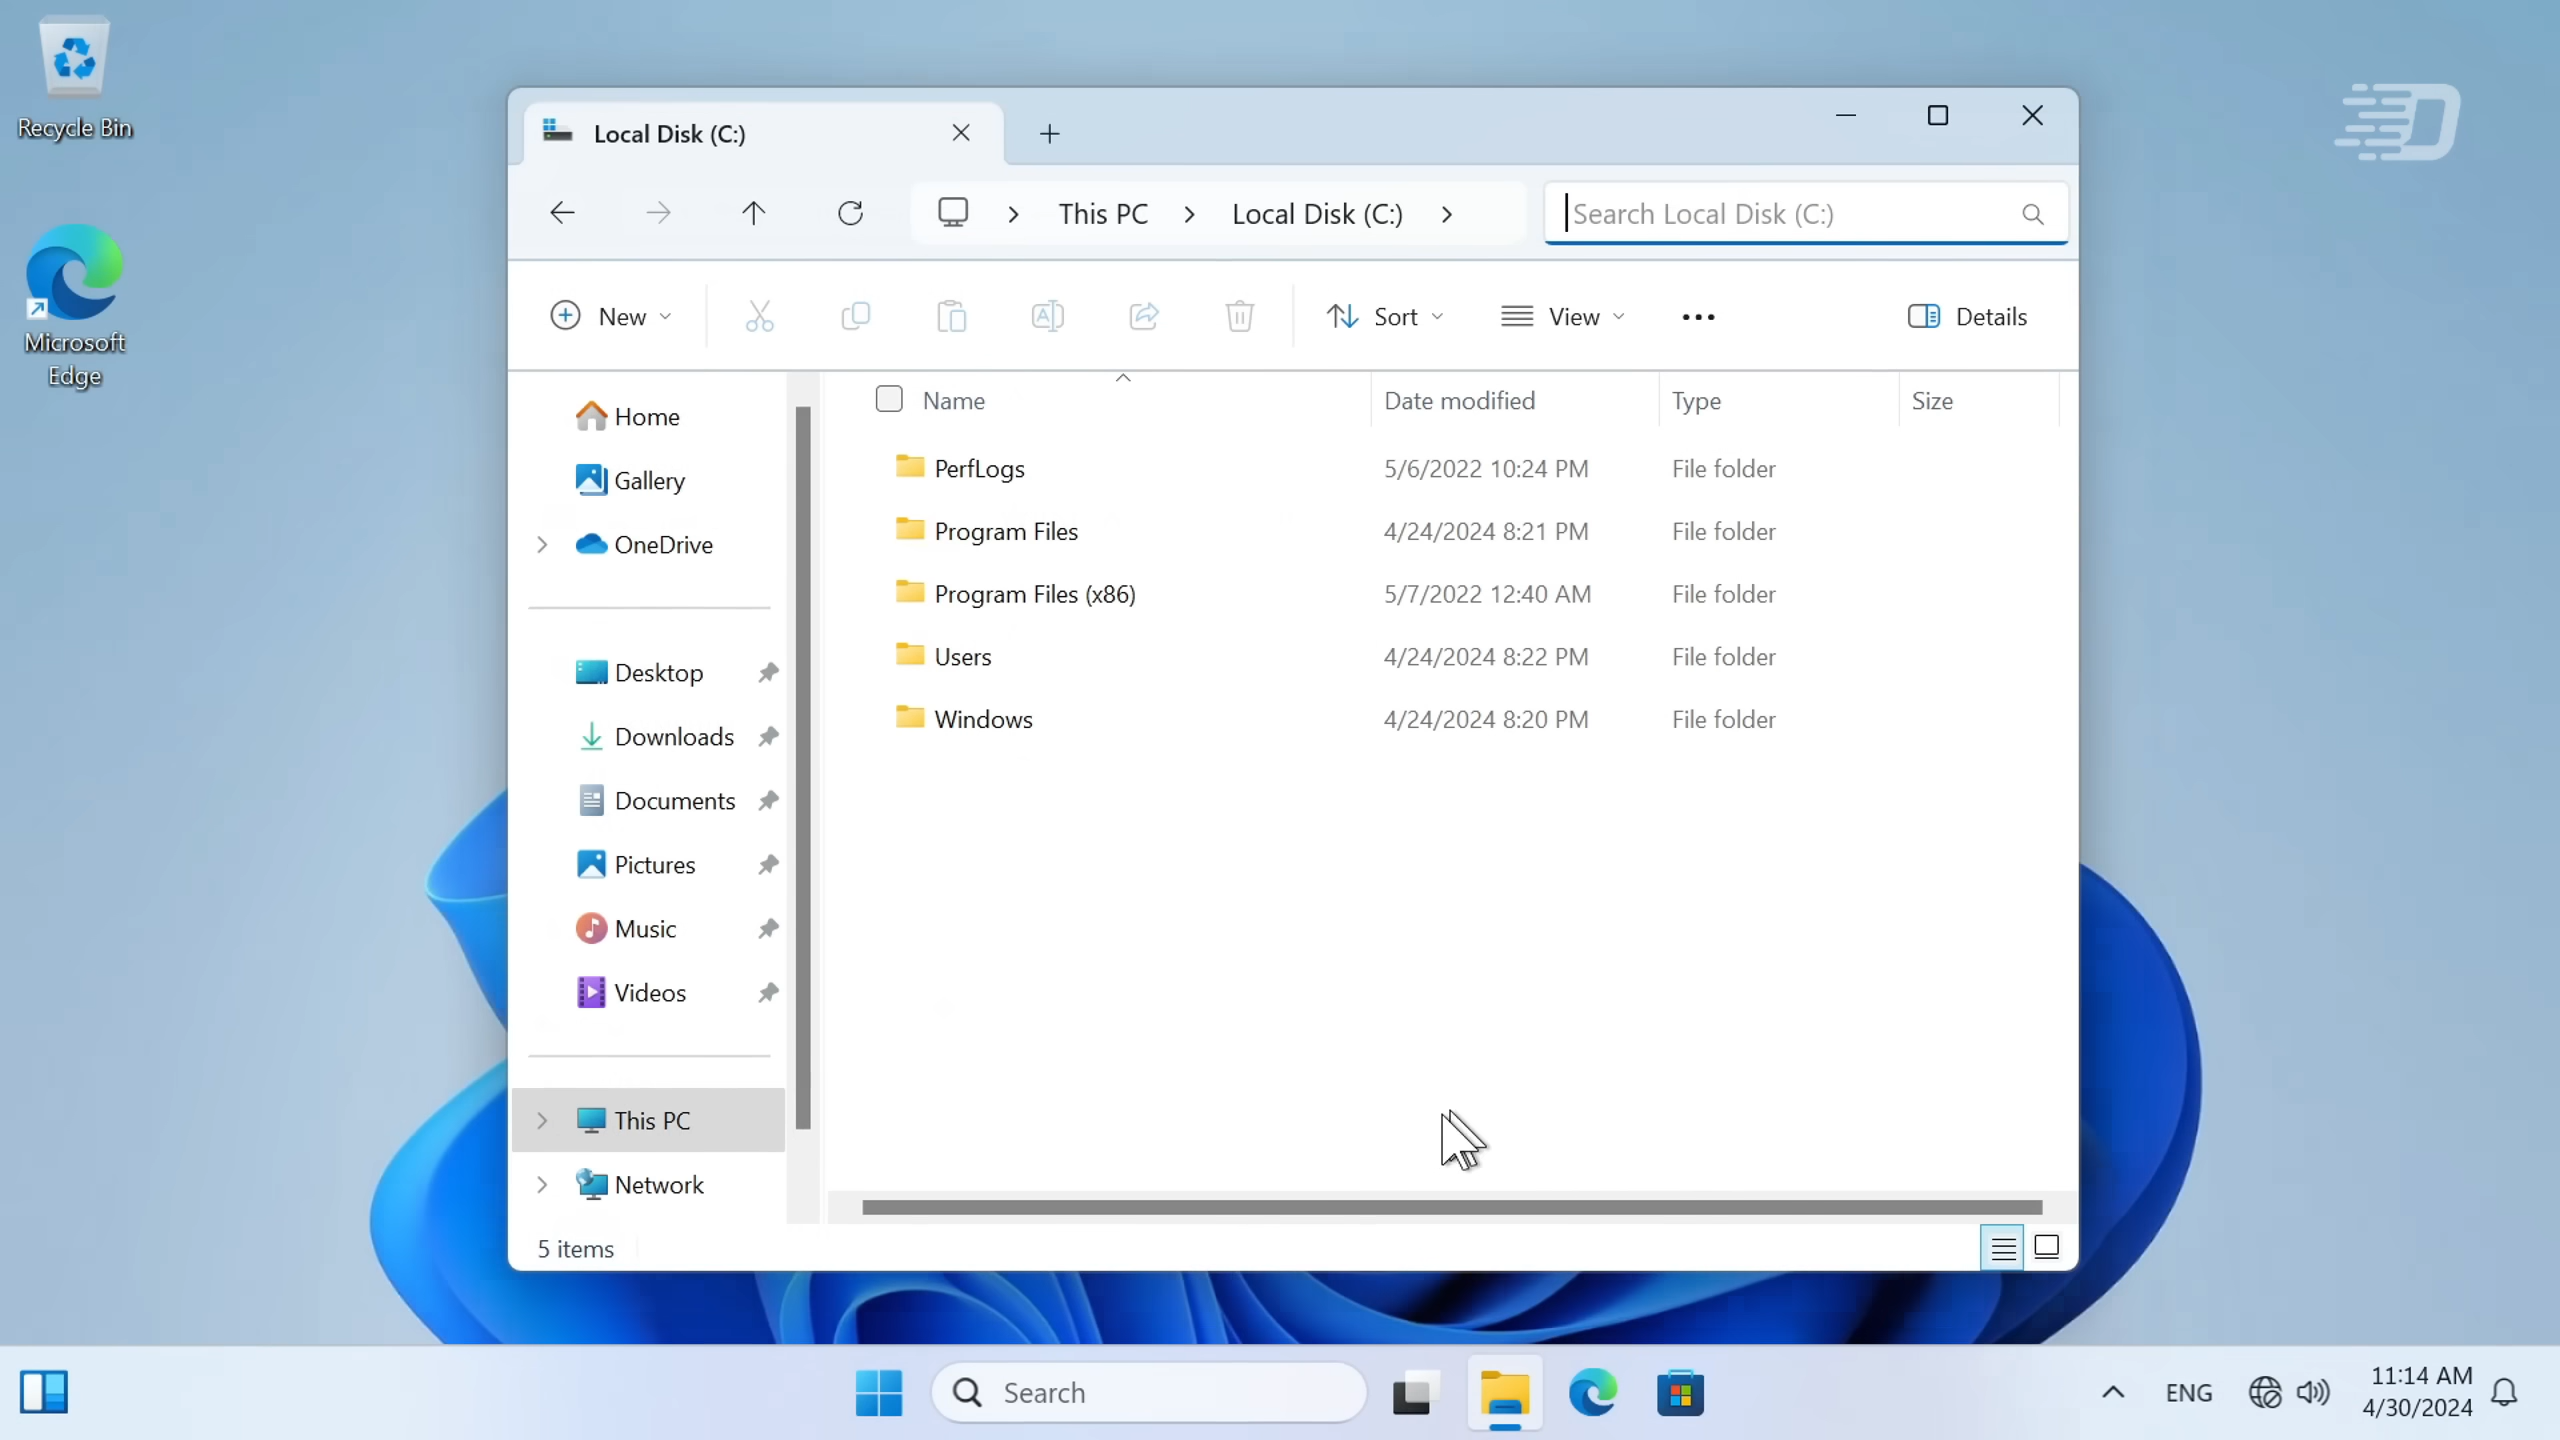 Recycle Bin
Microsoft
Edge
Local Disk (C:)
This PC
Local Disk (C:)
Search Local Disk (C:)
New
Sort
View
Details
Home
Gallery
OneDrive
Desktop
Downloads
Documents
Pictures
Music
Videos
This PC
Network
Name Date modified Type Size
PerfLogs 5/6/2022 10:24 PM File folder
Program Files 4/24/2024 8:21 PM File folder
Program Files (x86) 5/7/2022 12:40 AM File folder
Users 4/24/2024 8:22 PM File folder
Windows 4/24/2024 8:20 PM File folder
5 items
Search
ENG
11:14 AM
4/30/2024